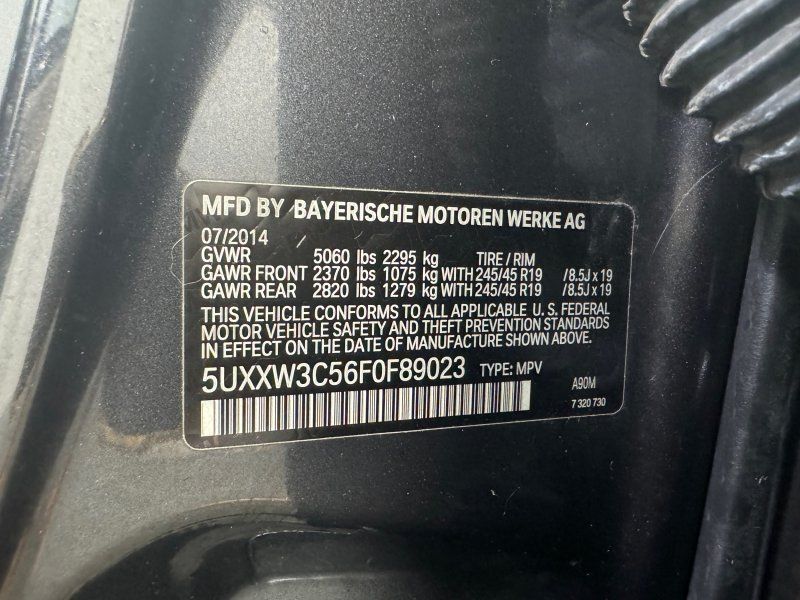 MFD BY BAYERISCHE MOTOREN WERKE AG
07/2014
GVWR 5060 lbs 2295 kg TIRE / RIM
GAWR FRONT 2370 lbs 1075 kg WITH 245/45 R19 /8.5J x 19
GAWR REAR 2820 lbs 1279 kg WITH 245/45 R19 /8.5J x 19
THIS VEHICLE CONFORMS TO ALL APPLICABLE U. S. FEDERAL
MOTOR VEHICLE SAFETY AND THEFT PREVENTION STANDARDS
IN EFFECT ON THE DATE OF MANUFACTURE SHOWN ABOVE.
5UXXW3C56F0F89023 TYPE: MPV
A90M
7 320 730